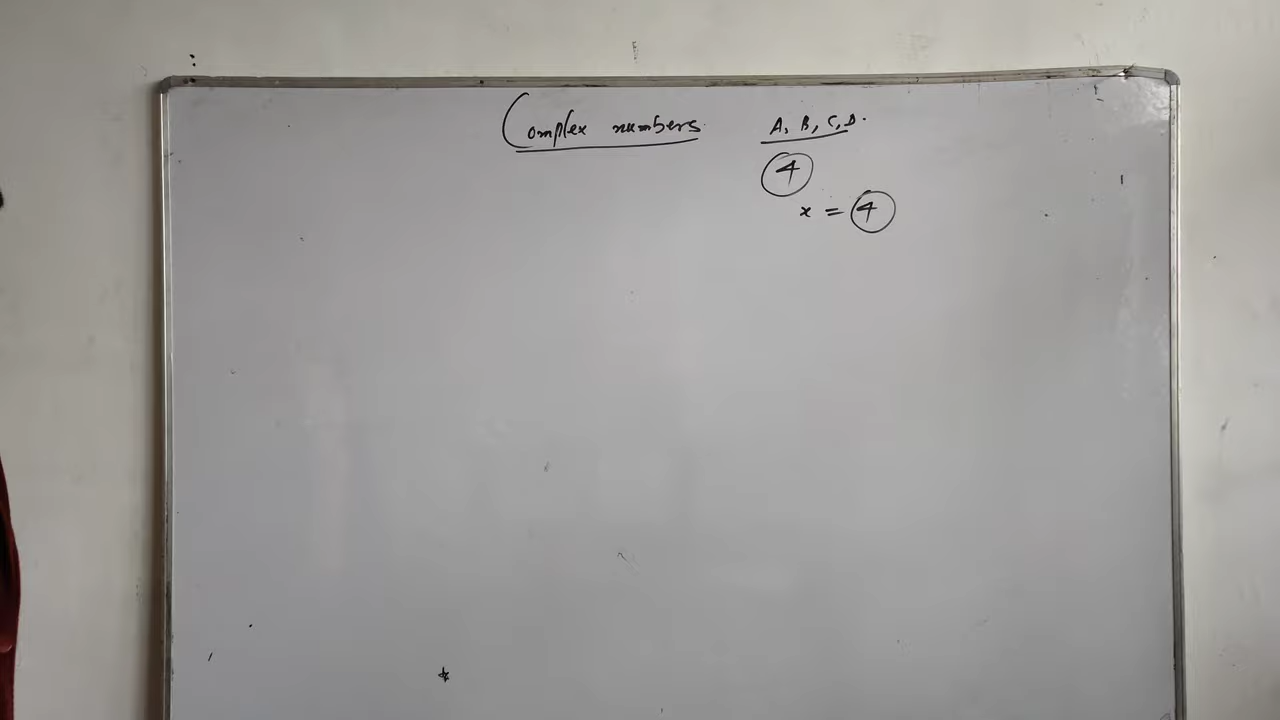 Complex numbers
A, B, C, D.
4
x = 4